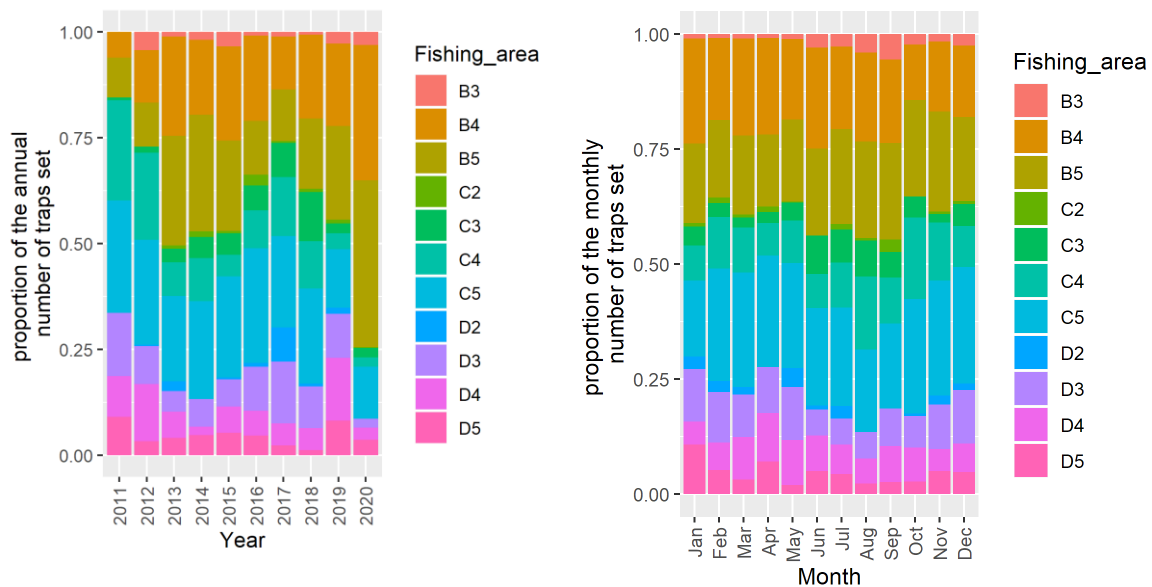 proportion of the annual
number of traps set
1.00
0.75
0.50
0.25
0.00
2011 2012 2013 2014 2015 2016 2017 2018 2019 2020
Year
Fishing_area
B3
B4
B5
C2
C3
C4
C5
D2
D3
D4
D5
proportion of the monthly
number of traps set
1.00
0.75
0.50
0.25
0.00
Jan Feb Mar Apr May Jun Jul Aug Sep Oct Nov Dec
Month
Fishing_area
B3
B4
B5
C2
C3
C4
C5
D2
D3
D4
D5